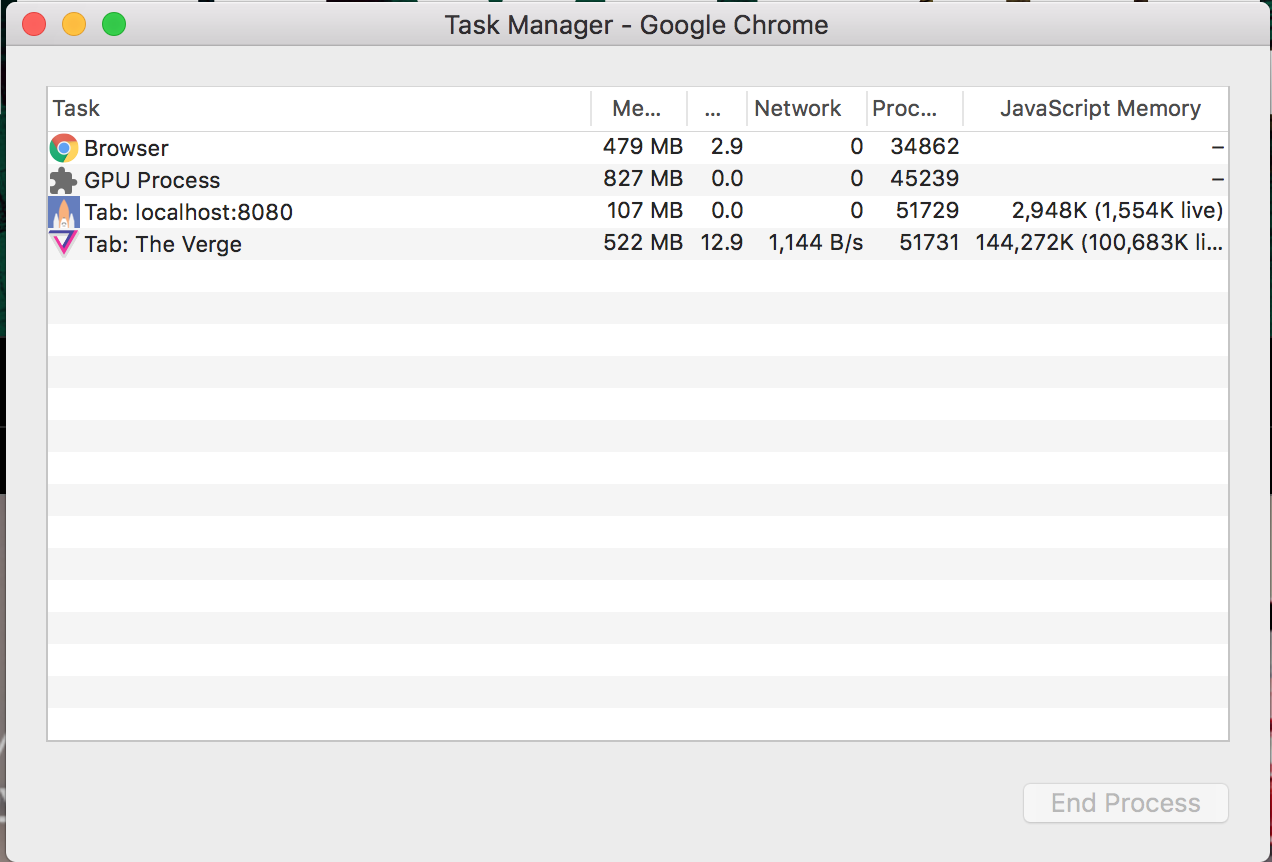 Task Manager - Google Chrome
Task Me... ... Network Proc... JavaScript Memory
Browser 479 MB 2.9 0 34862 –
GPU Process 827 MB 0.0 0 45239 –
Tab: localhost:8080 107 MB 0.0 0 51729 2,948K (1,554K live)
Tab: The Verge 522 MB 12.9 1,144 B/s 51731 144,272K (100,683K li...
End Process